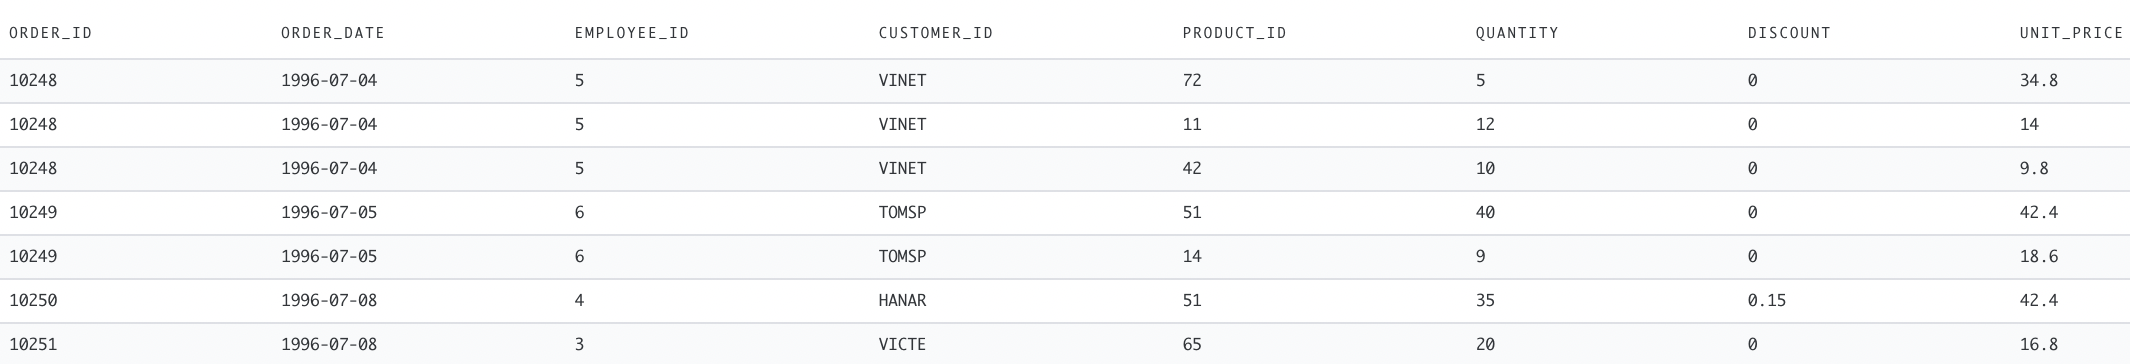 ORDER_ID ORDER_DATE EMPLOYEE_ID CUSTOMER_ID PRODUCT_ID QUANTITY DISCOUNT UNIT_PRICE
10248 1996-07-04 5 VINET 72 5 0 34.8
10248 1996-07-04 5 VINET 11 12 0 14
10248 1996-07-04 5 VINET 42 10 0 9.8
10249 1996-07-05 6 TOMSP 51 40 0 42.4
10249 1996-07-05 6 TOMSP 14 9 0 18.6
10250 1996-07-08 4 HANAR 51 35 0.15 42.4
10251 1996-07-08 3 VICTE 65 20 0 16.8